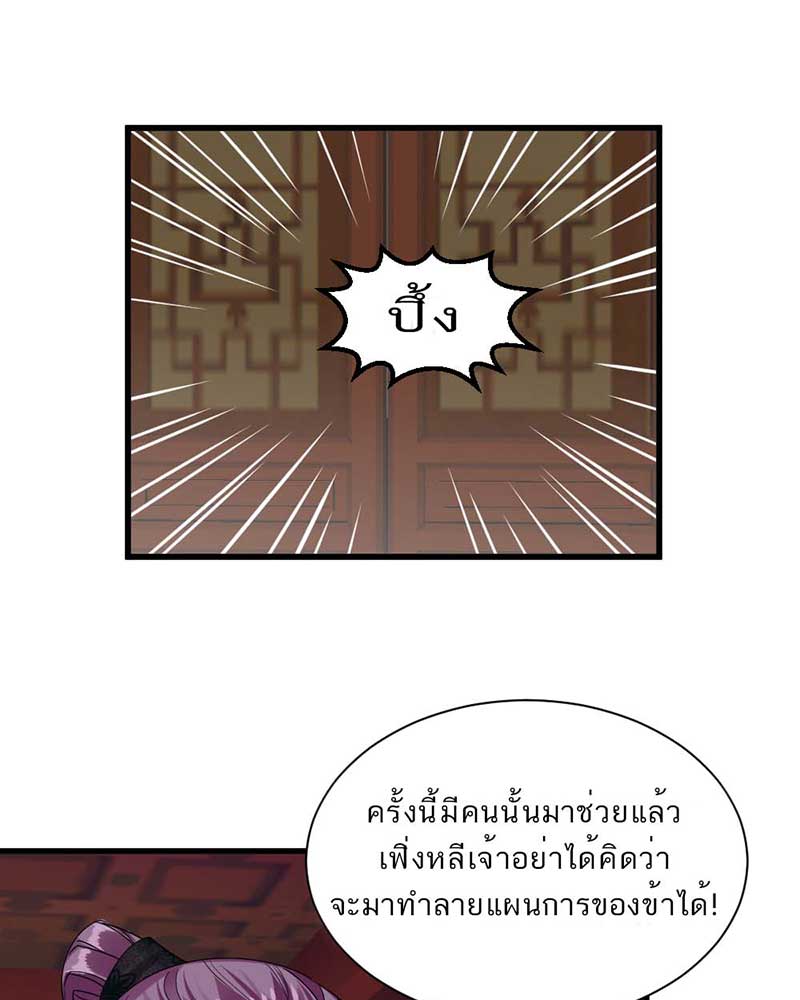 ปึ้ง
ครั้งนี้มีคนนั้นมาช่วยแล้ว
เฟิ่งหลีเจ้าอย่าได้คิดว่า
จะมาทำลายแผนการของข้าได้!